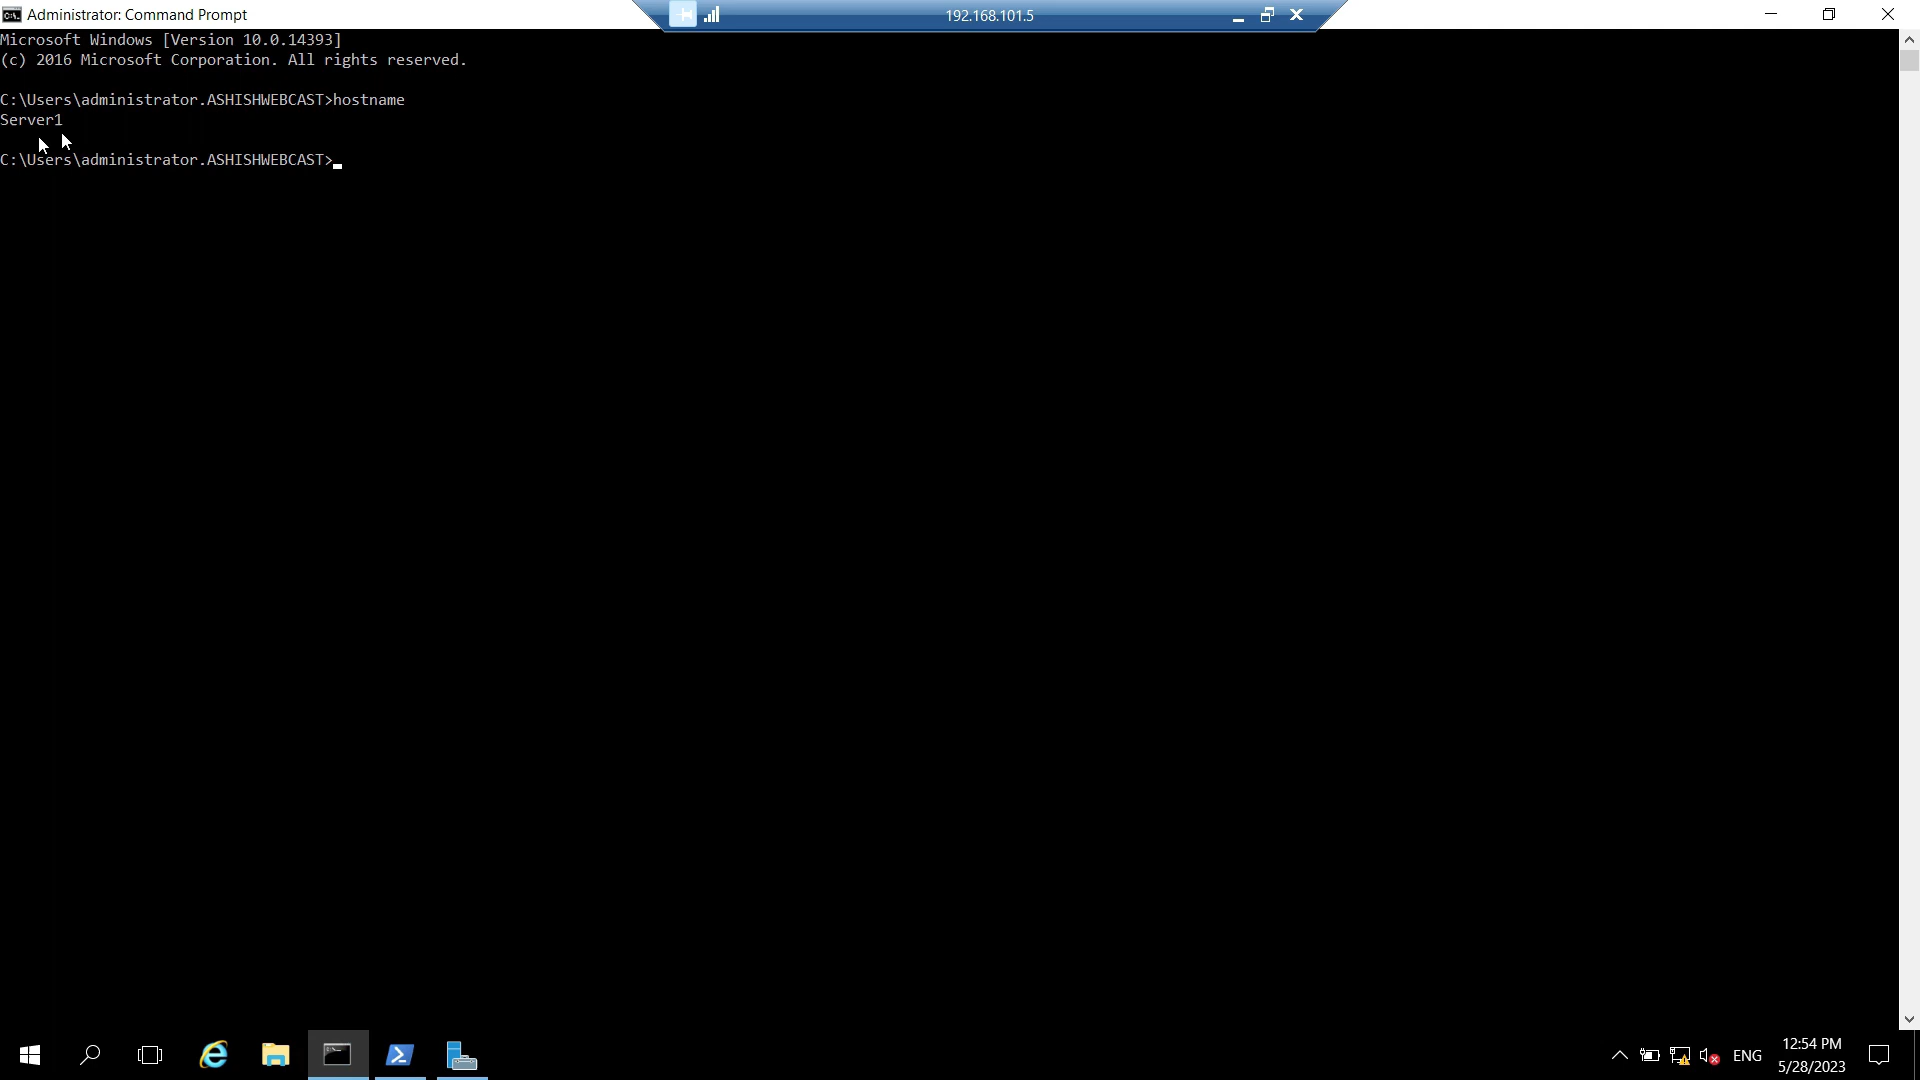 Administrator: Command Prompt
192.168.101.5
Microsoft Windows [Version 10.0.14393]
(c) 2016 Microsoft Corporation. All rights reserved.
C:\Users\administrator.ASHISHWEBCAST>hostname
Server1
C:\Users\administrator.ASHISHWEBCAST>
ENG
12:54 PM
5/28/2023